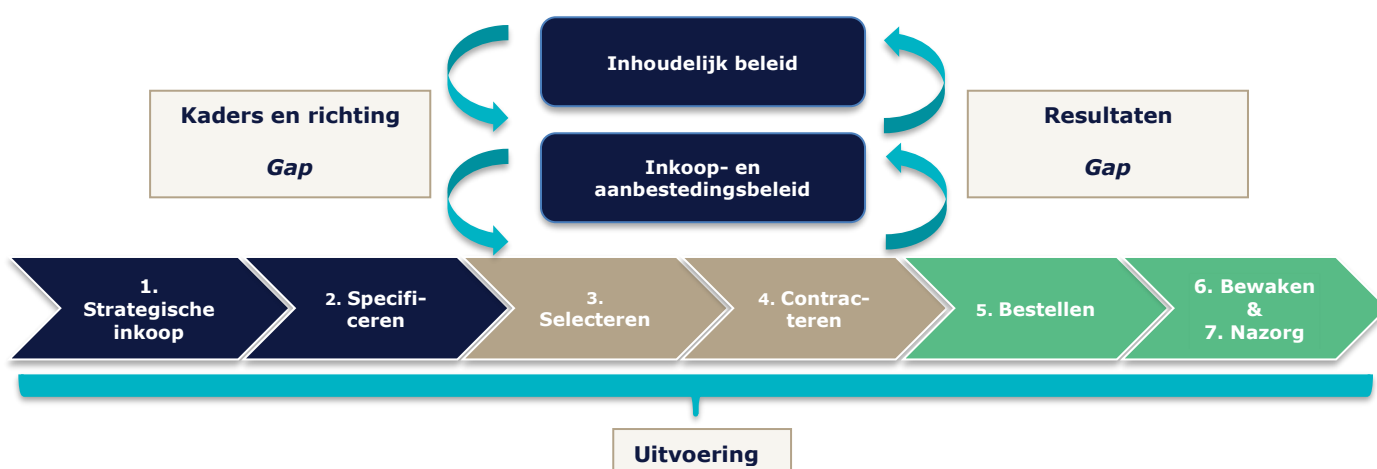 Inhoudelijk beleid
Kaders en richting
Gap
Resultaten
Gap
Inkoop- en
aanbestedingsbeleid
1.
Strategische
inkoop
2. Specifi-
ceren
3.
Selecteren
4. Contrac-
teren
5. Bestellen
6. Bewaken
&
7. Nazorg
Uitvoering